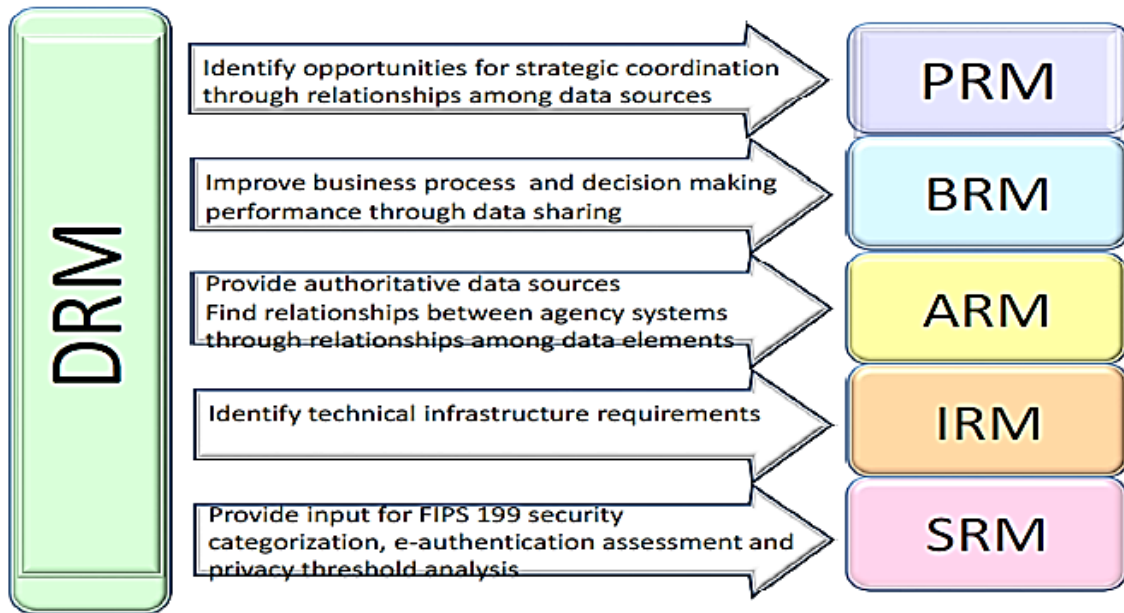 DRM
Identify opportunities for strategic coordination
through relationships among data sources
PRM
Improve business process and decision making
performance through data sharing
BRM
Provide authoritative data sources
Find relationships between agency systems
through relationships among data elements
ARM
Identify technical infrastructure requirements
IRM
Provide input for FIPS 199 security
categorization, e-authentication assessment and
privacy threshold analysis
SRM